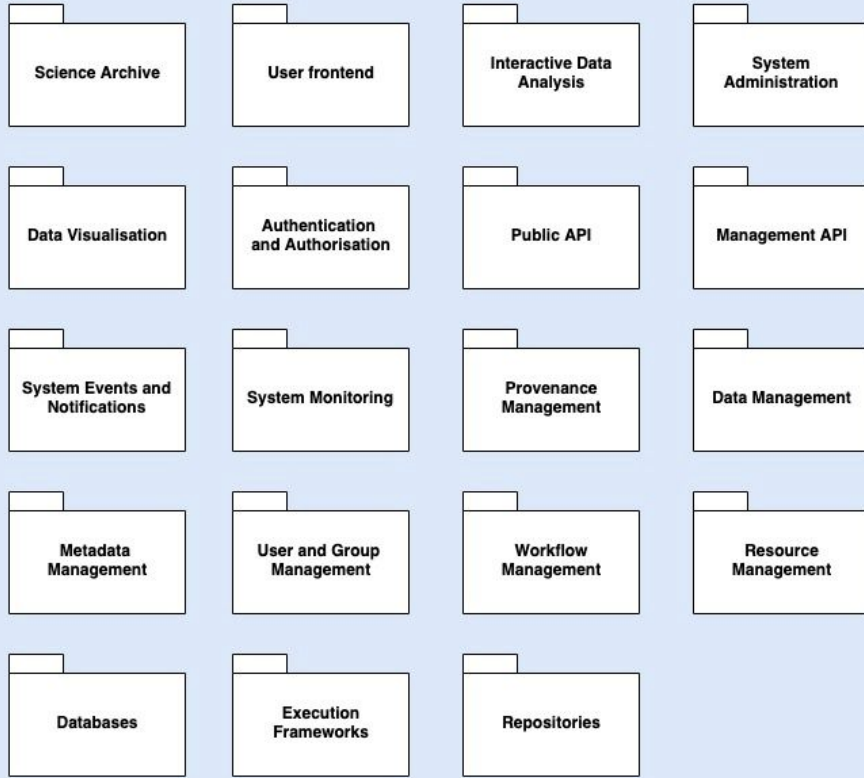 Science Archive
User frontend
Interactive Data
Analysis
System
Administration
Data Visualisation
Authentication
and Authorisation
Public API
Management API
System Events and
Notifications
System Monitoring
Provenance
Management
Data Management
Metadata
Management
User and Group
Management
Workflow
Management
Resource
Management
Databases
Execution
Frameworks
Repositories